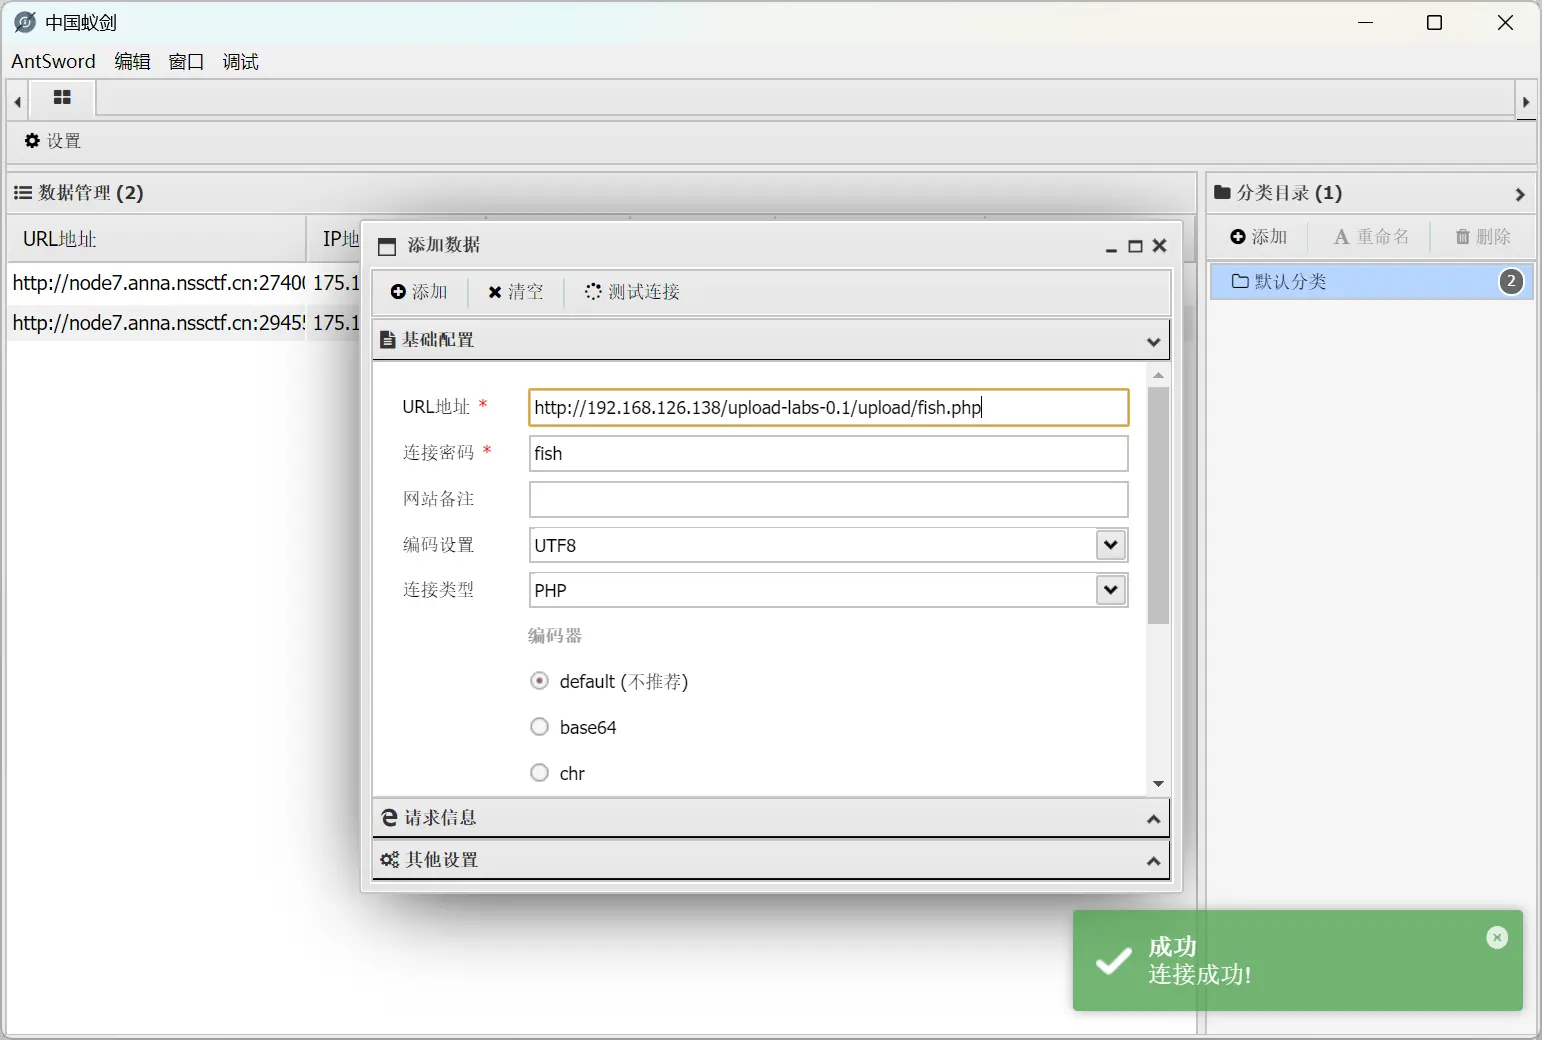 中国蚁剑
AntSword 编辑 窗口 调试
设置
数据管理 (2)
URL地址 IP地
http://node7.anna.nssctf.cn:2740 175.1
http://node7.anna.nssctf.cn:2945 175.1
添加数据
添加 清空 测试连接
基础配置
URL地址 * http://192.168.126.138/upload-labs-0.1/upload/fish.php
连接密码 * fish
网站备注
编码设置 UTF8
连接类型 PHP
编码器
default (不推荐)
base64
chr
请求信息
其他设置
分类目录 (1)
添加 重命名 删除
默认分类 2
成功
连接成功!